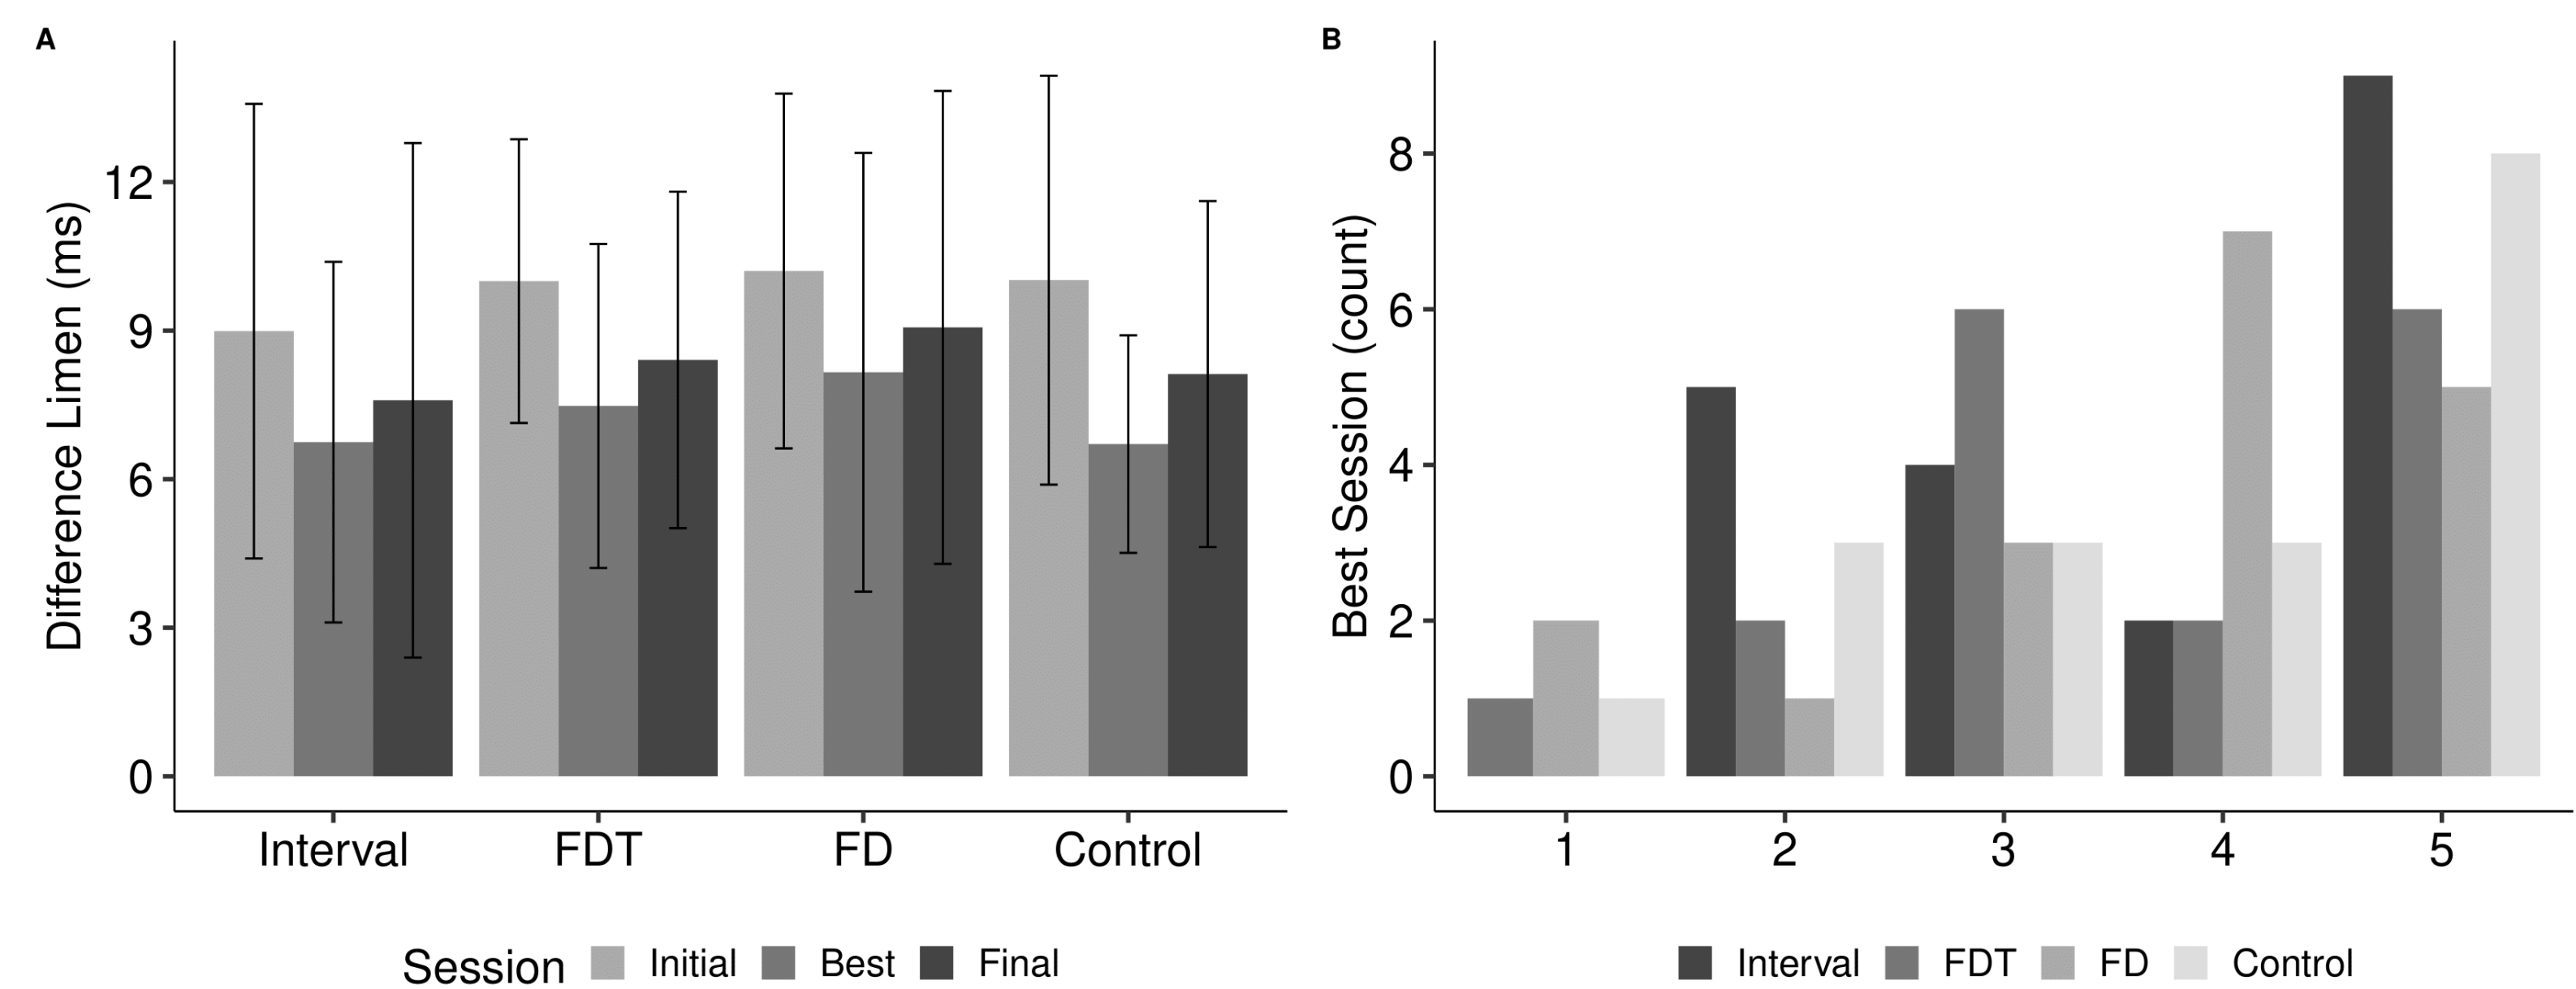 A
Difference Limen (ms)
12
9
6
3
0
Interval FDT FD Control
Session Initial Best Final
B
Best Session (count)
8
6
4
2
0
1 2 3 4 5
Interval FDT FD Control